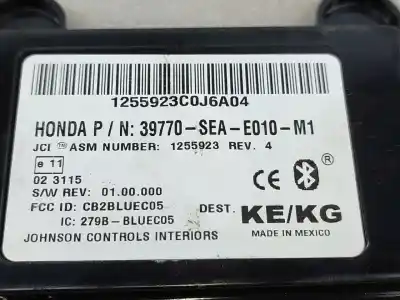 1255923C0J6A04
HONDA P / N: 39770-SEA-E010-M1
JCI ™ ASM NUMBER: 1255923 REV. 4
e 11
02 3115
S/W REV: 01.00.000
FCC ID: CB2BLUEC05
IC: 279B-BLUEC05
CE ®
DEST. KE/KG
JOHNSON CONTROLS INTERIORS
MADE IN MEXICO